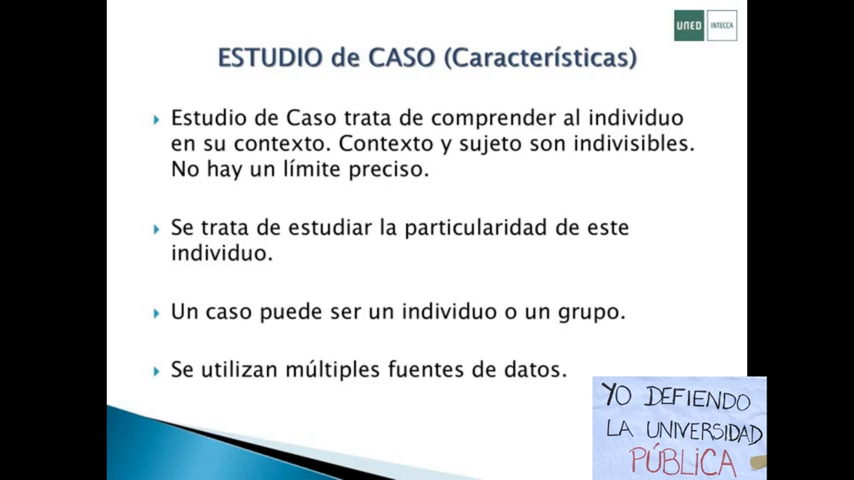 UNED
INTECCA
ESTUDIO de CASO (Características)
Estudio de Caso trata de comprender al individuo
en su contexto. Contexto y sujeto son indivisibles.
No hay un límite preciso.
Se trata de estudiar la particularidad de este
individuo.
Un caso puede ser un individuo o un grupo.
Se utilizan múltiples fuentes de datos.
YO DEFIENDO
LA UNIVERSIDAD
PÚBLICA